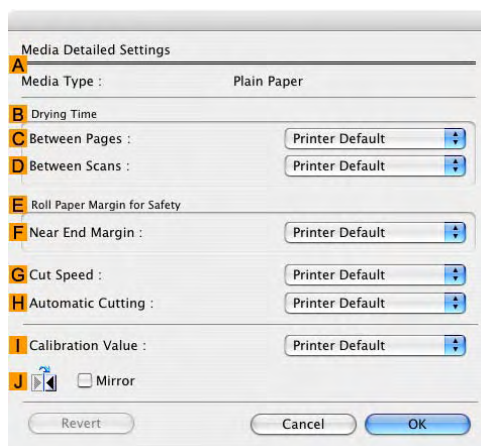 Media Detailed Settings
A
Media Type : Plain Paper
B Drying Time
C Between Pages : Printer Default
D Between Scans : Printer Default
E Roll Paper Margin for Safety
F Near End Margin : Printer Default
G Cut Speed : Printer Default
H Automatic Cutting : Printer Default
I Calibration Value : Printer Default
J Mirror
Revert Cancel OK